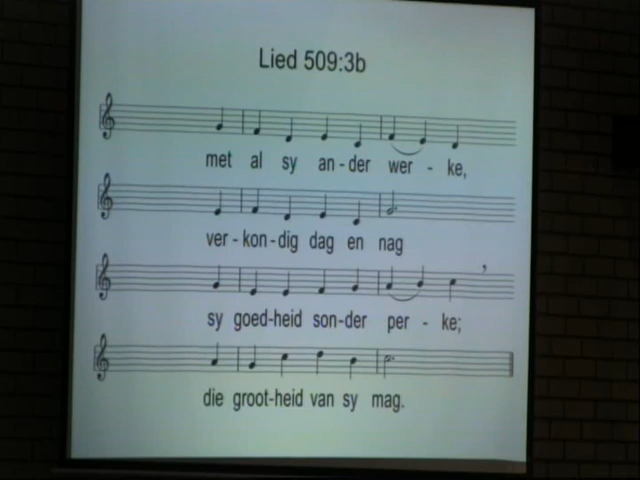 Lied 509:3b
met al sy an-der wer - ke,
ver-kon-dig dag en nag
sy goed-heid son-der per - ke;
die groot-heid van sy mag.